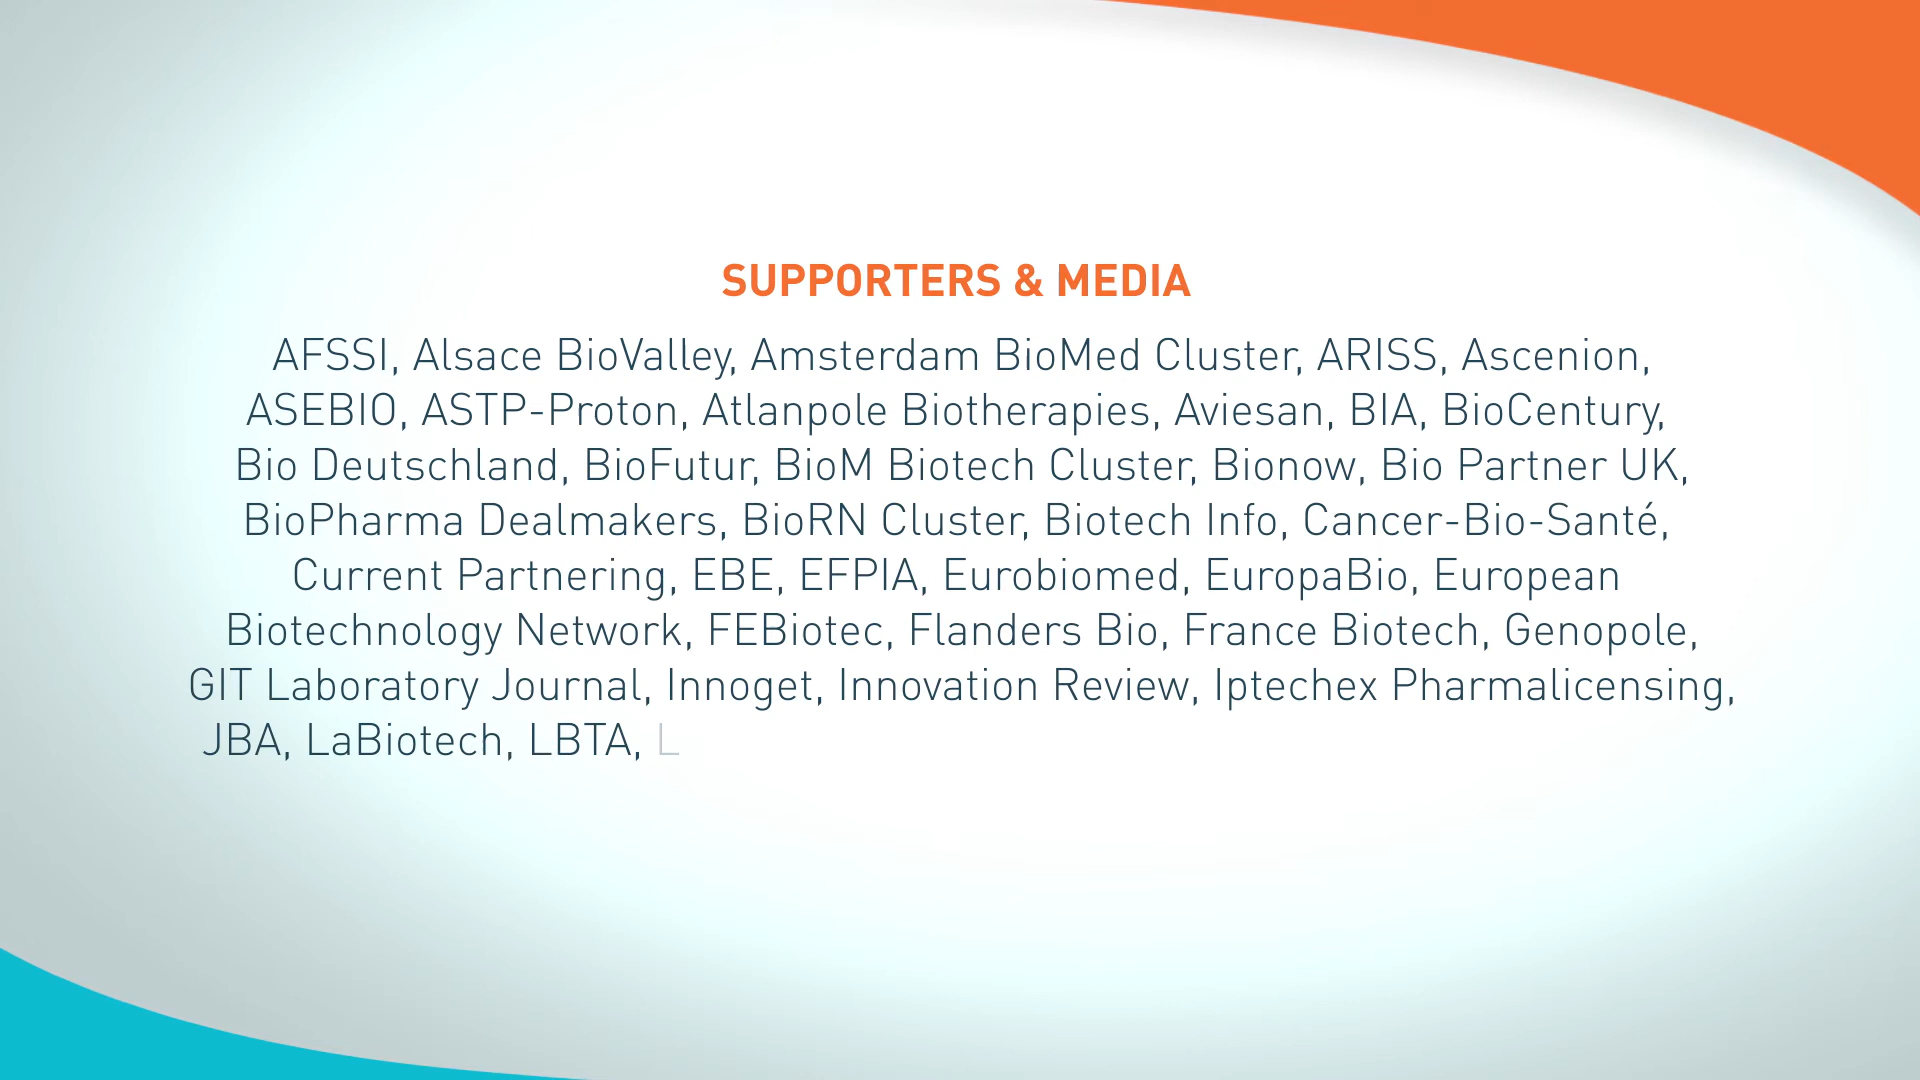 SUPPORTERS & MEDIA
AFSSI, Alsace BioValley, Amsterdam BioMed Cluster, ARISS, Ascenion,
ASEBIO, ASTP-Proton, Atlanpole Biotherapies, Aviesan, BIA, BioCentury,
Bio Deutschland, BioFutur, BioM Biotech Cluster, Bionow, Bio Partner UK,
BioPharma Dealmakers, BioRN Cluster, Biotech Info, Cancer-Bio-Santé,
Current Partnering, EBE, EFPIA, Eurobiomed, EuropaBio, European
Biotechnology Network, FEBiotec, Flanders Bio, France Biotech, Genopole,
GIT Laboratory Journal, Innoget, Innovation Review, Iptechex Pharmalicensing,
JBA, LaBiotech, LBTA, L